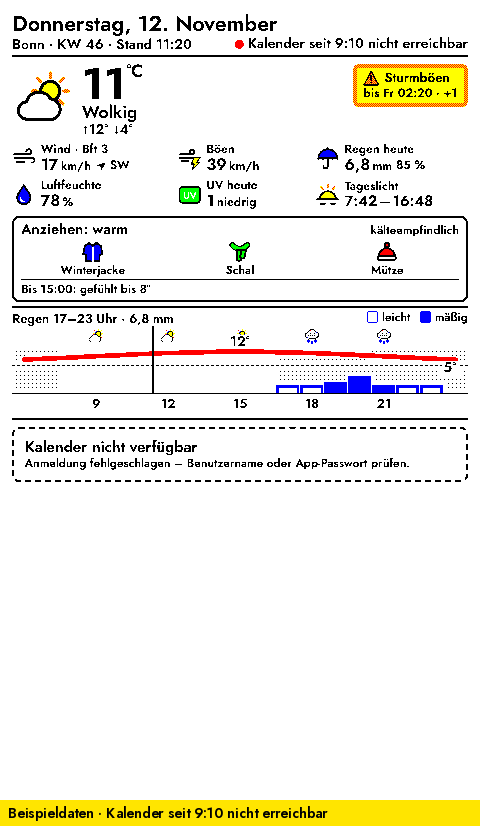 Donnerstag, 12. November
Bonn · KW 46 · Stand 11:20
Kalender seit 9:10 nicht erreichbar
11°C
Wolkig
↑12° ↓4°
Sturmböen
bis Fr 02:20 · +1
Wind · Bft 3
17 km/h SW
Böen
39 km/h
Regen heute
6,8 mm 85 %
Luftfeuchte
78 %
UV
UV heute
1 niedrig
Tageslicht
7:42–16:48
Anziehen: warm
kälteempfindlich
Winterjacke
Schal
Mütze
Bis 15:00: gefühlt bis 8°
Regen 17–23 Uhr · 6,8 mm
leicht
mäßig
12°
5°
9 12 15 18 21
Kalender nicht verfügbar
Anmeldung fehlgeschlagen – Benutzername oder App-Passwort prüfen.
Beispieldaten · Kalender seit 9:10 nicht erreichbar